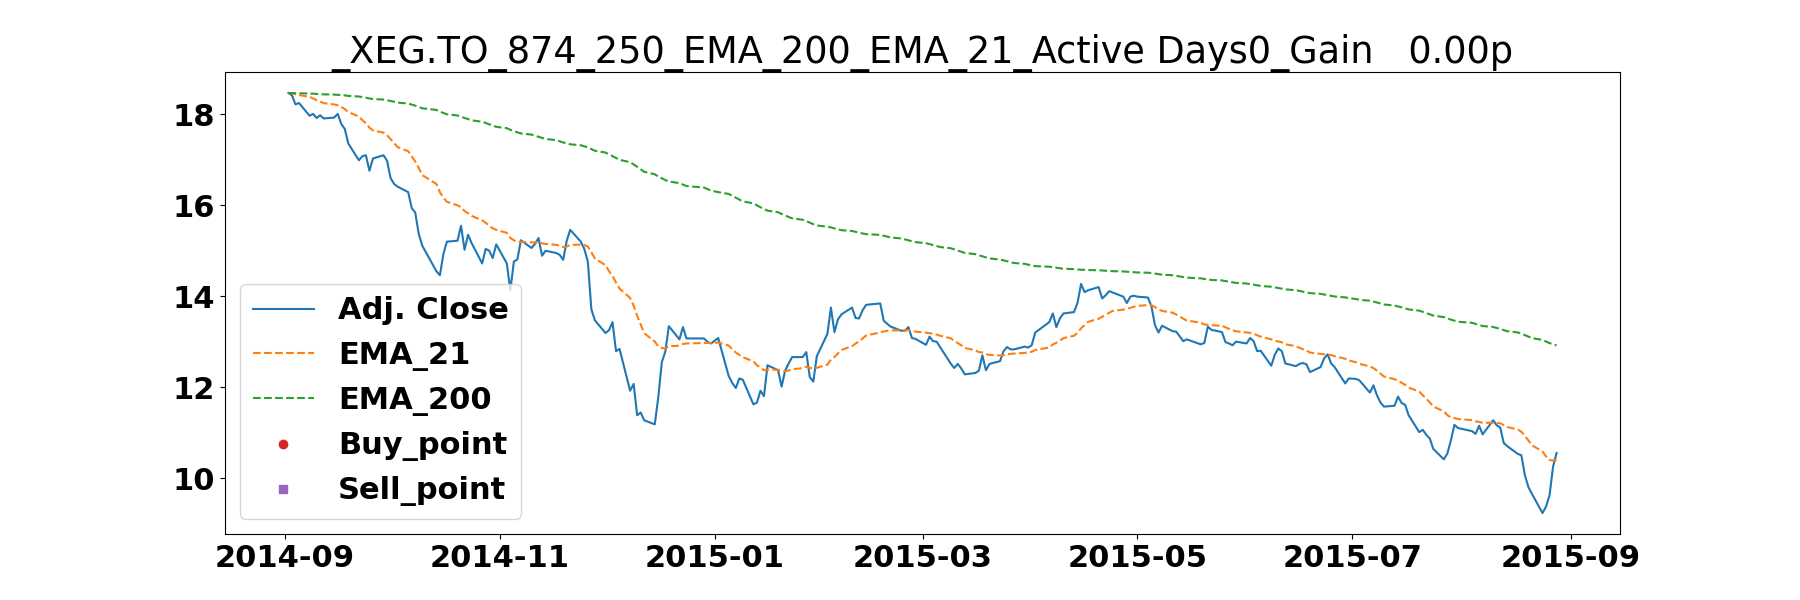 _XEG.TO_874_250_EMA_200_EMA_21_Active Days0_Gain   0.00p
18
16
14
12
10
Adj. Close
EMA_21
EMA_200
Buy_point
Sell_point
2014-09 2014-11 2015-01 2015-03 2015-05 2015-07 2015-09